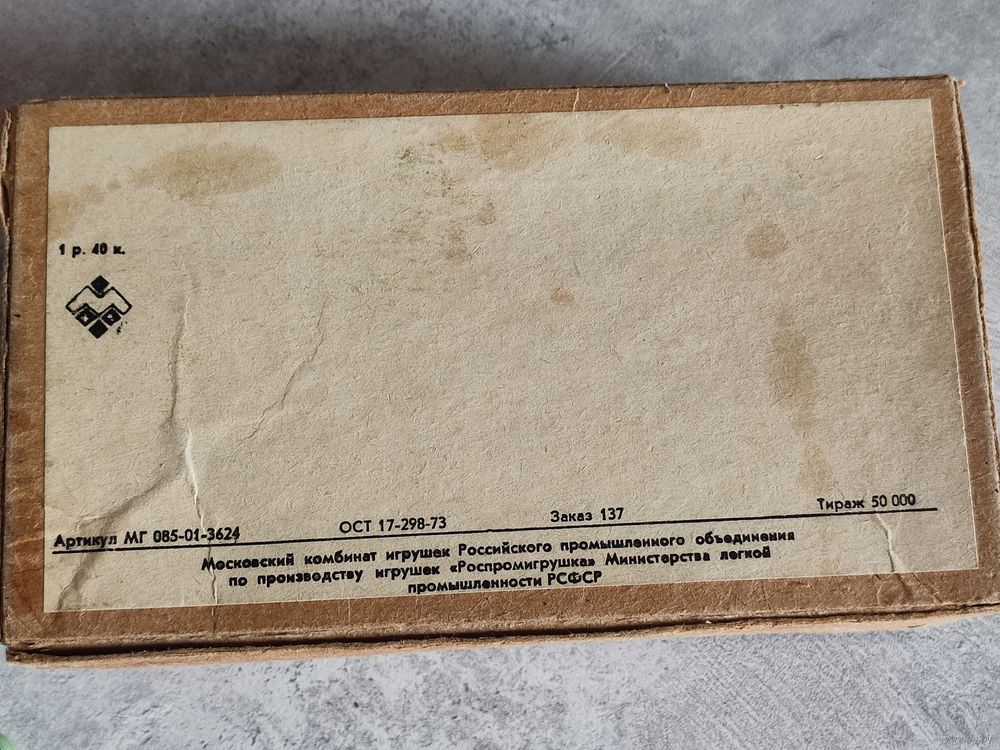 1 р. 40 к.
Артикул МГ 085-01-3624 ОСТ 17-298-73 Заказ 137 Тираж 50 000
Московский комбинат игрушек Российского промышленного объединения
по производству игрушек «Роспромигрушка» Министерства легкой
промышленности РСФСР